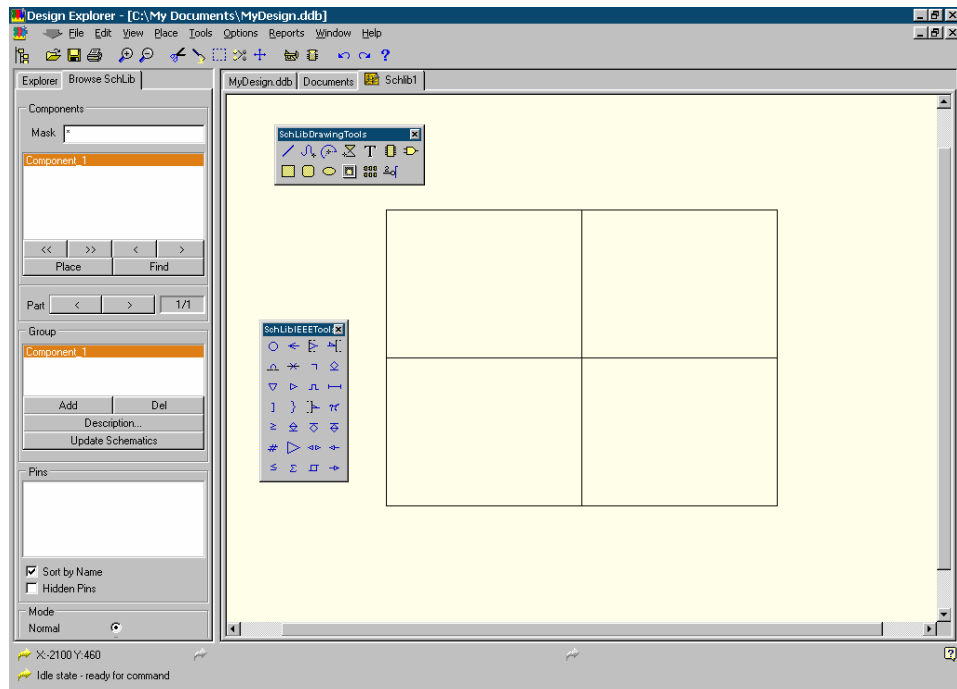 Design Explorer - [C:\My Documents\MyDesign.ddb]
File Edit View Place Tools Options Reports Window Help
Explorer Browse SchLib
MyDesign.ddb Documents Schlib1
Components
Mask *
Component_1
<< >> < >
Place Find
Part < > 1/1
Group
Component_1
Add Del
Description...
Update Schematics
Pins
Sort by Name
Hidden Pins
Mode
Normal
SchLibDrawingTools
T
SchLibIEEETools
X:-2100 Y:460
Idle state - ready for command